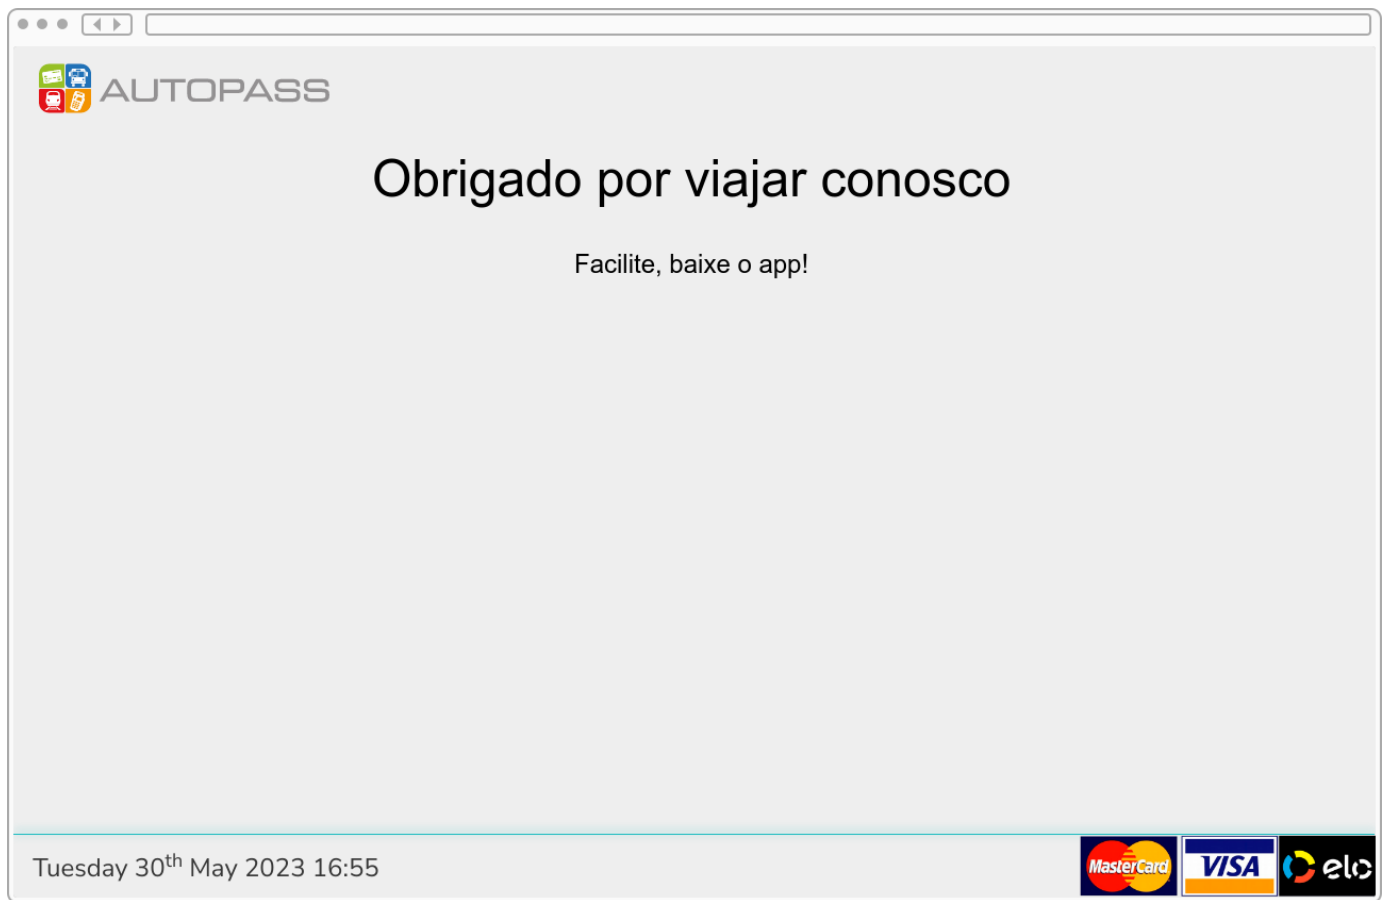 AUTOPASS
Obrigado por viajar conosco
Facilite, baixe o app!
Tuesday 30th May 2023 16:55
MasterCard VISA elo